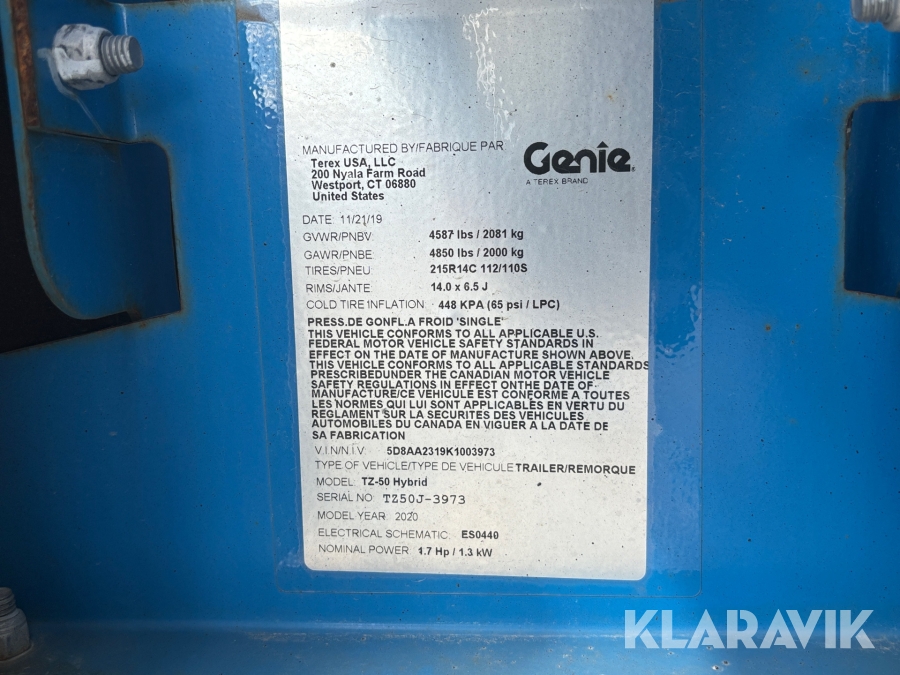 MANUFACTURED BY/FABRIQUE PAR
Genie
A TEREX BRAND
Terex USA, LLC
200 Nyala Farm Road
Westport, CT 06880
United States
DATE: 11/21/19
GVWR/PNBV: 4587 lbs / 2081 kg
GAWR/PNBE: 4850 lbs / 2000 kg
TIRES/PNEU: 215R14C 112/110S
RIMS/JANTE: 14.0 x 6.5 J
COLD TIRE INFLATION: 448 KPA (65 psi / LPC)
PRESS.DE GONFL.A FROID 'SINGLE'
THIS VEHICLE CONFORMS TO ALL APPLICABLE U.S.
FEDERAL MOTOR VEHICLE SAFETY STANDARDS IN
EFFECT ON THE DATE OF MANUFACTURE SHOWN ABOVE.
THIS VEHICLE CONFORMS TO ALL APPLICABLE STANDARDS
PRESCRIBEDUNDER THE CANADIAN MOTOR VEHICLE
SAFETY REGULATIONS IN EFFECT ONTHE DATE OF
MANUFACTURE/CE VEHICULE EST CONFORME A TOUTES
LES NORMES QUI LUI SONT APPLICABLES EN VERTU DU
REGLAMENT SUR LA SECURITES DES VEHICULES
AUTOMOBILES DU CANADA EN VIGUER A LA DATE DE
SA FABRICATION
V.I.N/N.I.V: 5D8AA2319K1003973
TYPE OF VEHICLE/TYPE DE VEHICULE TRAILER/REMORQUE
MODEL: TZ-50 Hybrid
SERIAL NO: TZ50J-3973
MODEL YEAR: 2020
ELECTRICAL SCHEMATIC: ES0440
NOMINAL POWER: 1.7 Hp / 1.3 kW
KLARAVIK